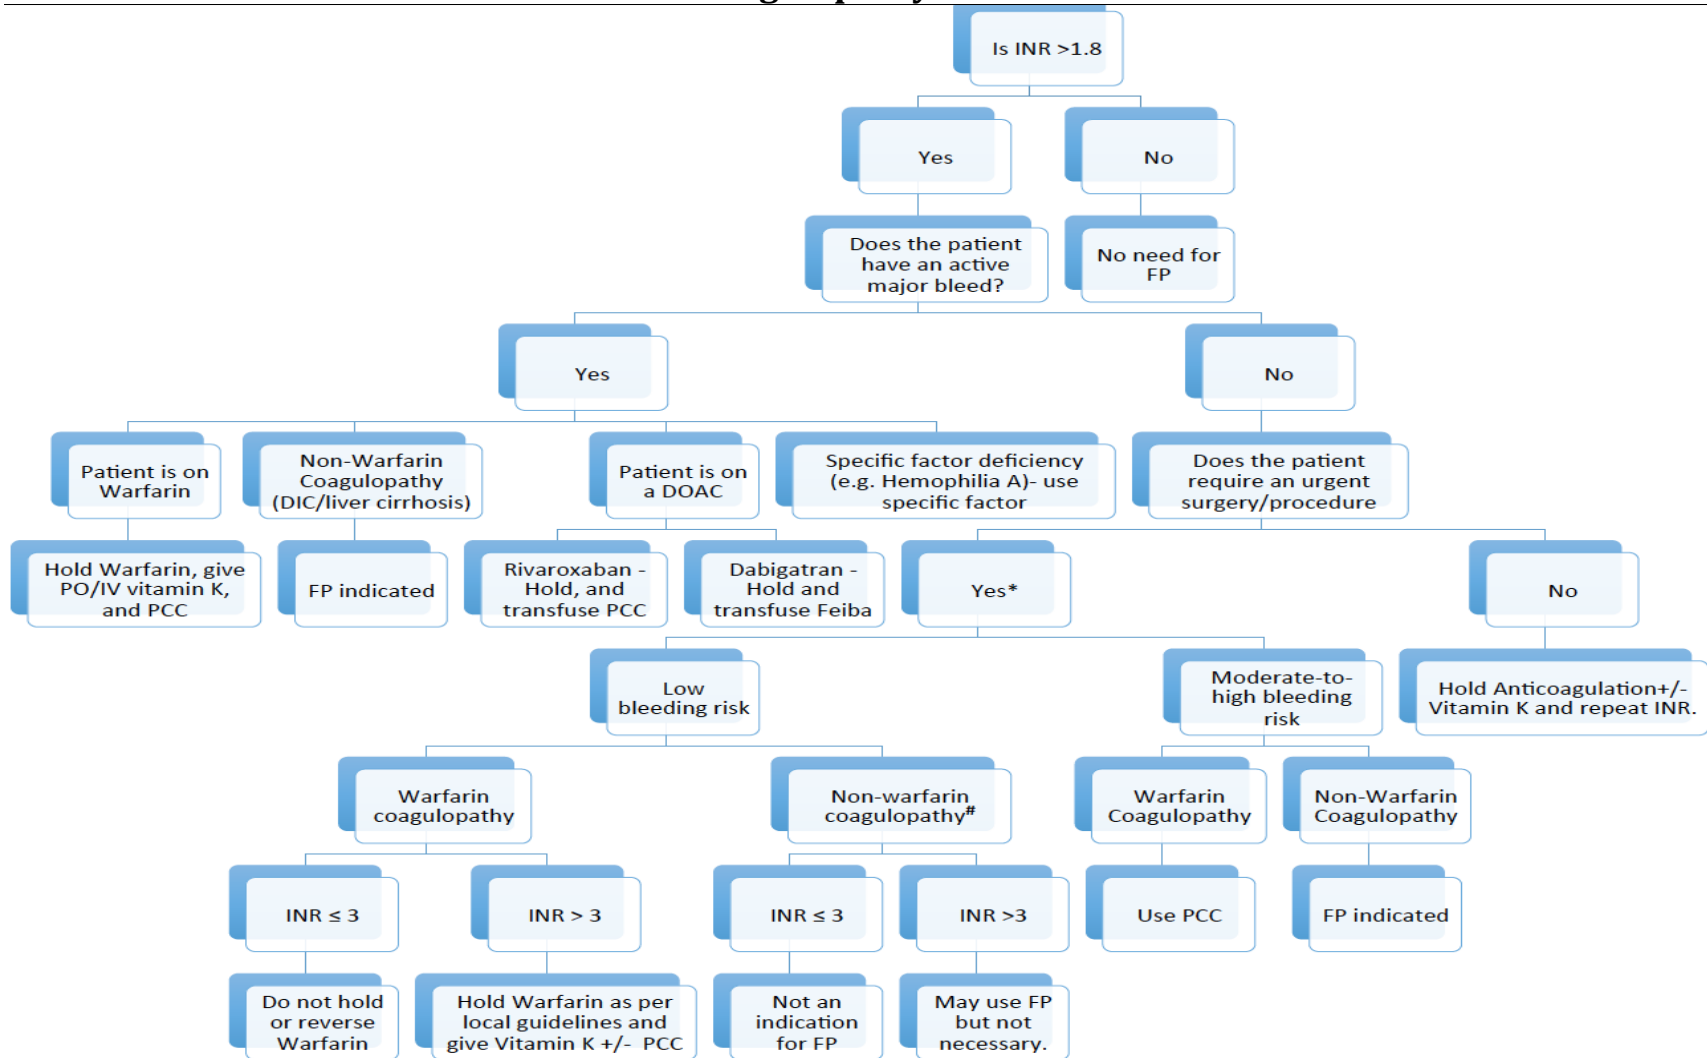 Is INR >1.8
Yes
No
Does the patient
have an active
major bleed?
No need for
FP
Yes
No
Patient is on
Warfarin
Non-Warfarin
Coagulopathy
(DIC/liver cirrhosis)
Patient is on
a DOAC
Specific factor deficiency
(e.g. Hemophilia A)- use
specific factor
Does the patient
require an urgent
surgery/procedure
Hold Warfarin, give
PO/IV vitamin K,
and PCC
FP indicated
Rivaroxaban -
Hold, and
transfuse PCC
Dabigatran -
Hold and
transfuse Feiba
Yes*
No
Low
bleeding risk
Moderate-to-
high bleeding
risk
Hold Anticoagulation+/-
Vitamin K and repeat INR.
Warfarin
coagulopathy
Non-warfarin
coagulopathy#
Warfarin
Coagulopathy
Non-Warfarin
Coagulopathy
INR ≤ 3
INR > 3
INR ≤ 3
INR >3
Use PCC
FP indicated
Do not hold
or reverse
Warfarin
Hold Warfarin as per
local guidelines and
give Vitamin K +/- PCC
Not an
indication
for FP
May use FP
but not
necessary.